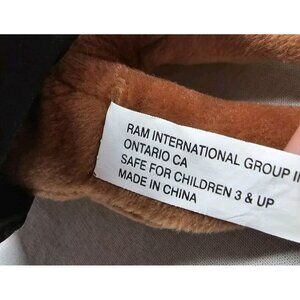 RAM INTERNATIONAL GROUP
ONTARIO CA
SAFE FOR CHILDREN 3 & UP
MADE IN CHINA